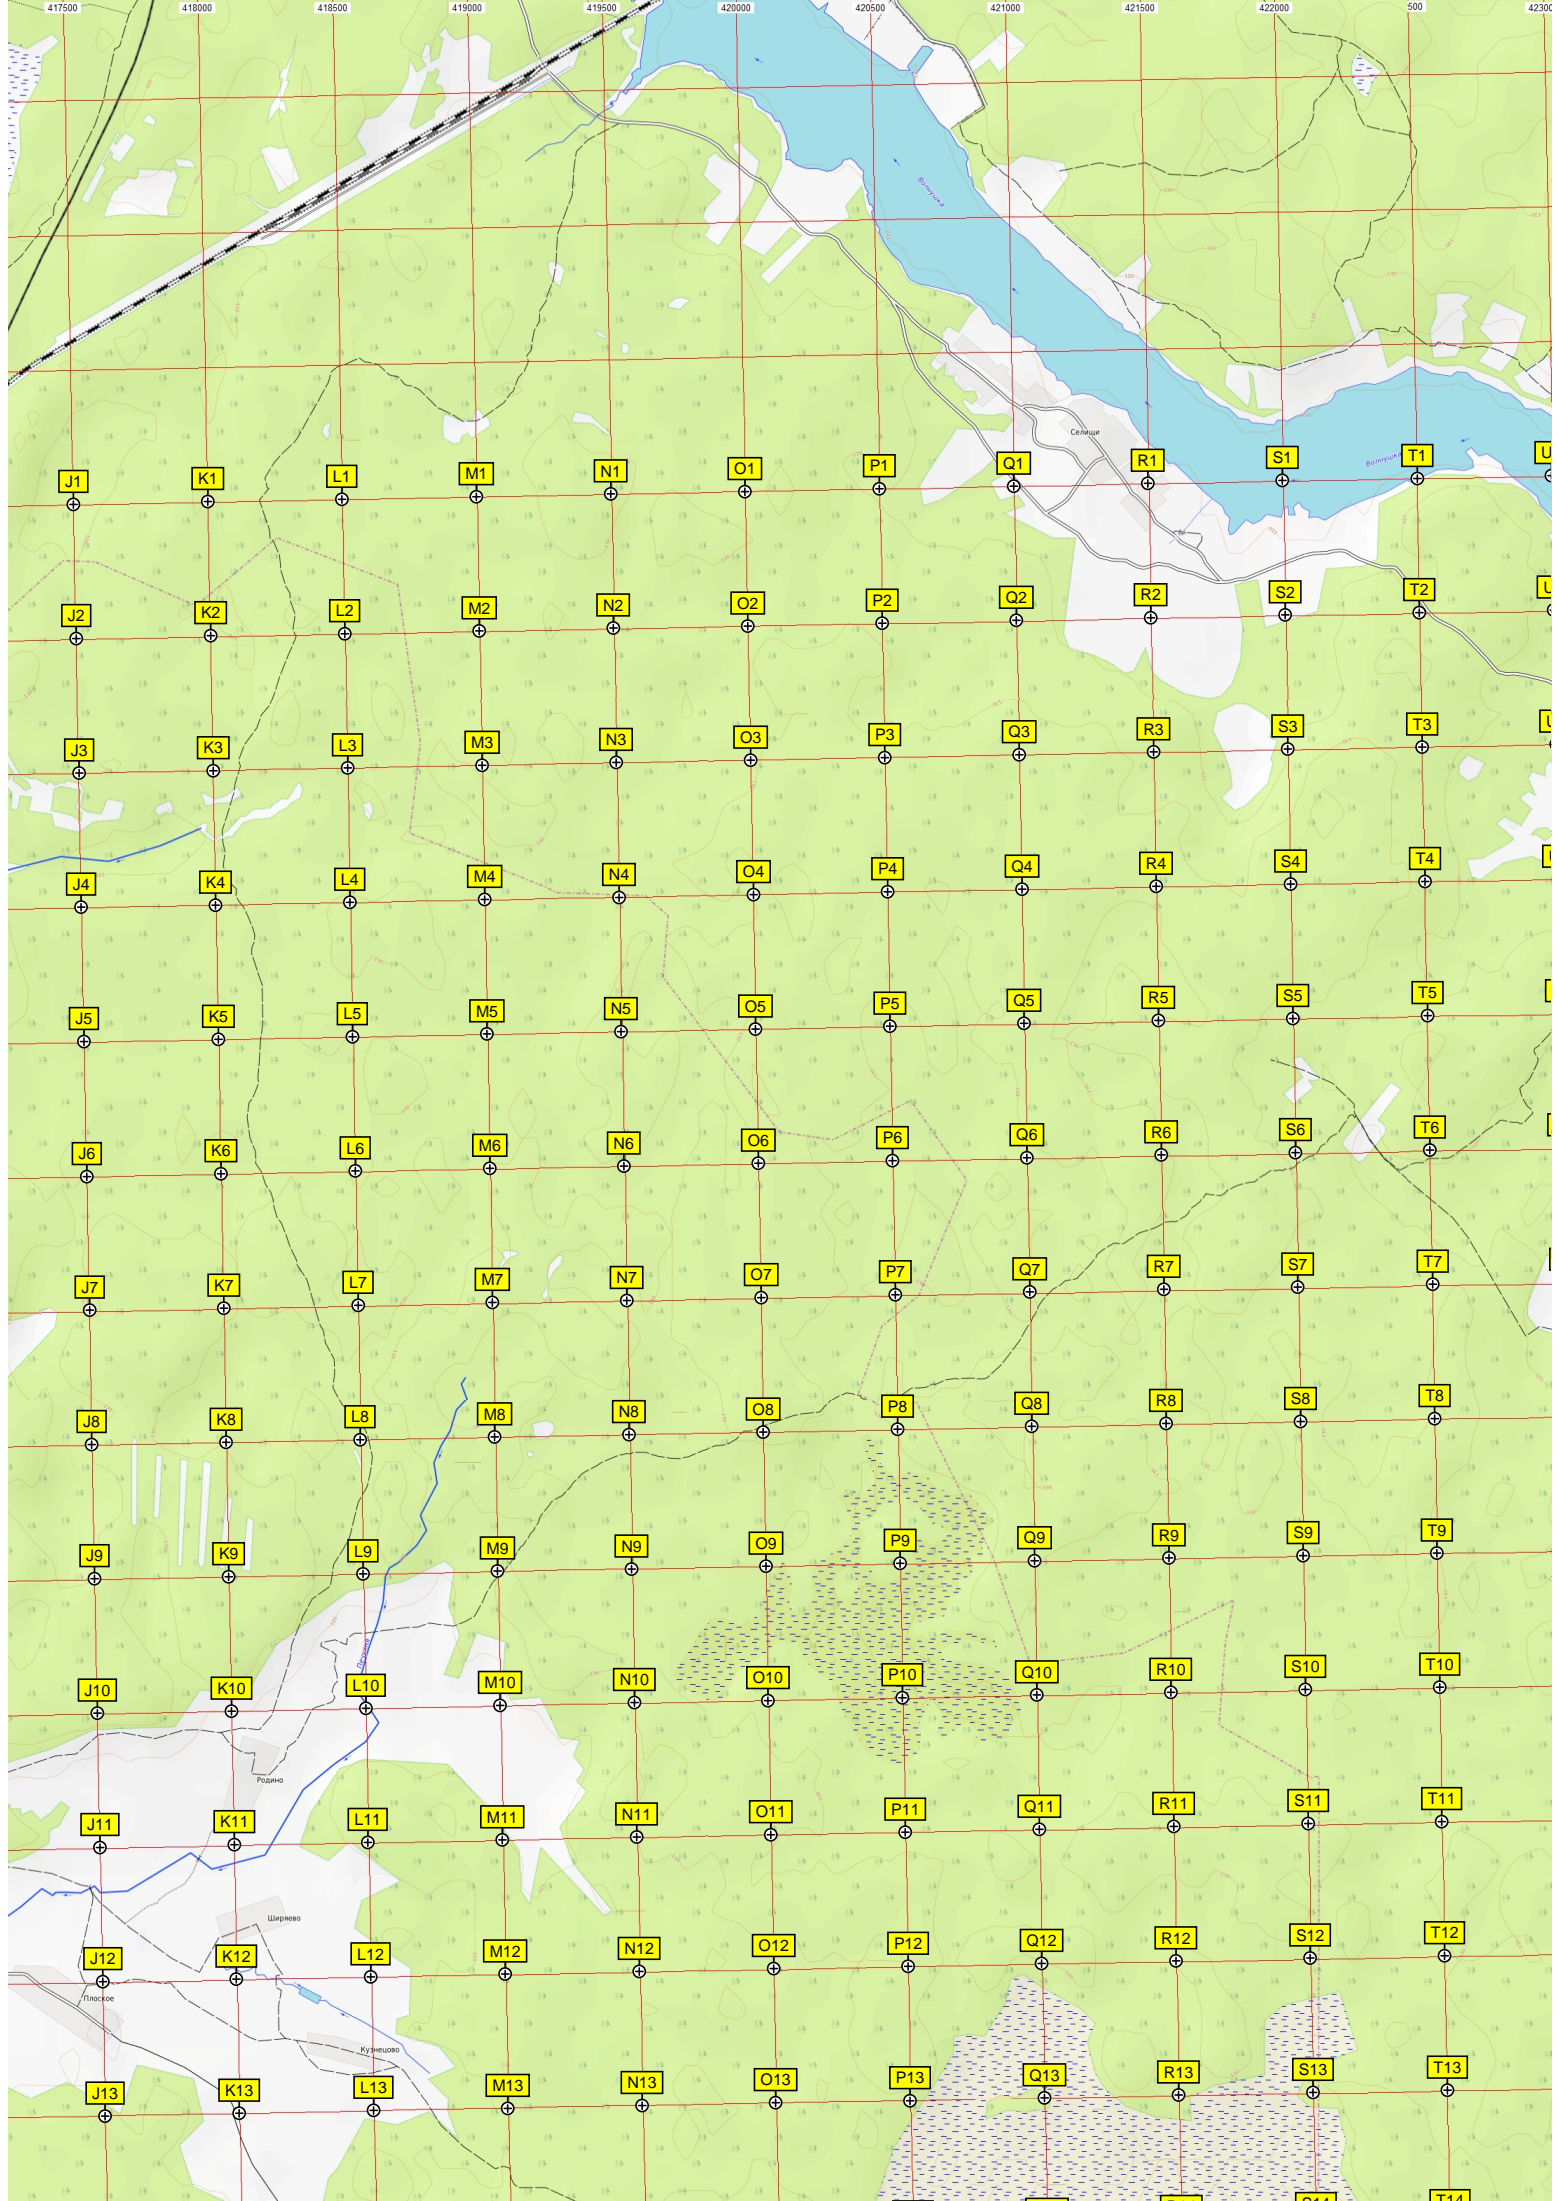 417500 418000 418500 419000 419500 420000 420500 421000 421500 422000 500 42300
Волнушка
Селищи
Волнушка
J1 K1 L1 M1 N1 O1 P1 Q1 R1 S1 T1 U
J2 K2 L2 M2 N2 O2 P2 Q2 R2 S2 T2 U
J3 K3 L3 M3 N3 O3 P3 Q3 R3 S3 T3 U
J4 K4 L4 M4 N4 O4 P4 Q4 R4 S4 T4
J5 K5 L5 M5 N5 O5 P5 Q5 R5 S5 T5
J6 K6 L6 M6 N6 O6 P6 Q6 R6 S6 T6
J7 K7 L7 M7 N7 O7 P7 Q7 R7 S7 T7
J8 K8 L8 M8 N8 O8 P8 Q8 R8 S8 T8
J9 K9 L9 M9 N9 O9 P9 Q9 R9 S9 T9
J10 K10 L10 M10 N10 O10 P10 Q10 R10 S10 T10
Родино
J11 K11 L11 M11 N11 O11 P11 Q11 R11 S11 T11
Ширяево
J12 K12 L12 M12 N12 O12 P12 Q12 R12 S12 T12
Плоское
Кузнецово
J13 K13 L13 M13 N13 O13 P13 Q13 R13 S13 T13
S14 T14